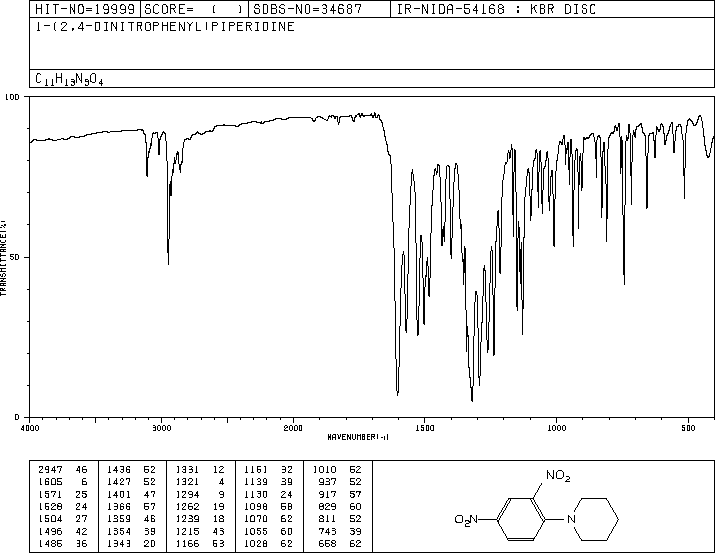 HIT-NO=19999 SCORE= ( ) SDBS-NO=34687 IR-NIDA-54168 : KBR DISC
1-(2,4-DINITROPHENYL)PIPERIDINE
C11H13N3O4
100
50
0
TRANSMITTANCE(%)
4000 3000 2000 1500 1000 500
WAVENUMBER(-1)
2947 46 1436 52 1331 12 1151 32 1010 52
1605 6 1427 52 1321 4 1139 39 937 52
1571 25 1401 47 1294 9 1130 24 917 57
1528 24 1366 57 1262 19 1098 58 829 60
1504 27 1359 46 1239 18 1070 62 811 52
1496 42 1354 39 1215 43 1055 60 743 39
1485 36 1343 20 1166 53 1028 62 658 62
NO2
O2N
N